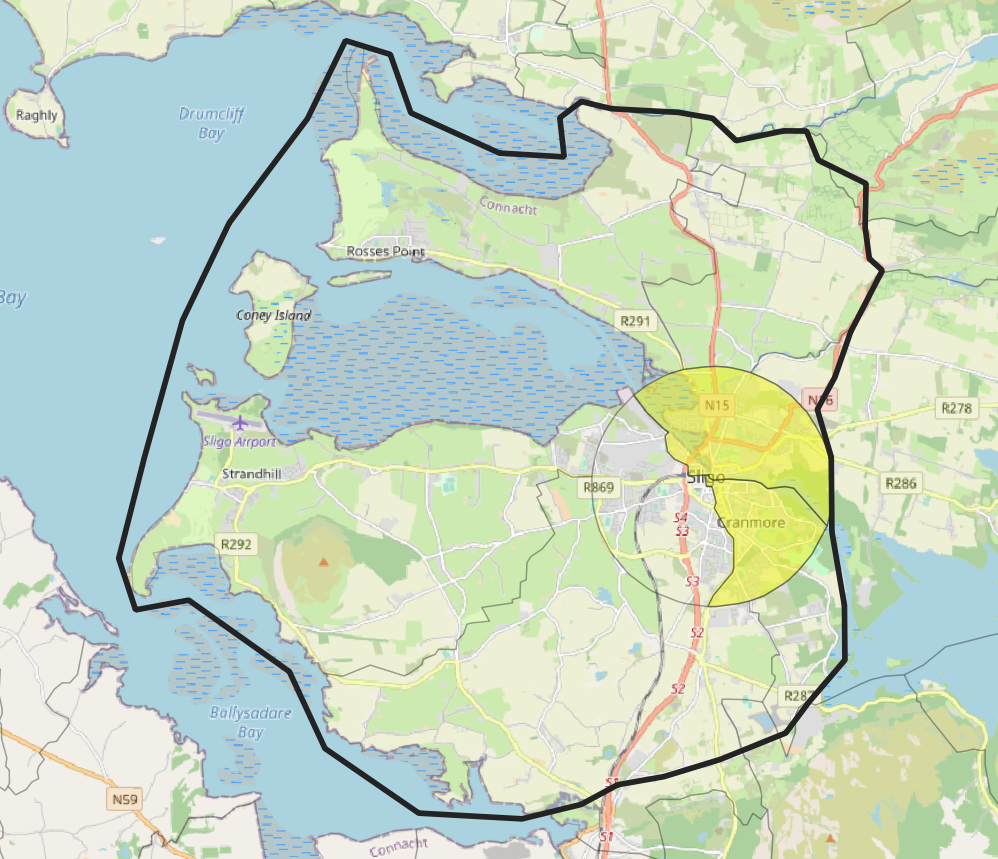 Raghly
Drumcliff
Bay
Connacht
Rosses Point
Bay
Coney Island
R291
N15
R278
Sligo Airport
Strandhill
Sligo
R869
R286
S4
S3
Cranmore
R292
S3
S2
S2
R287
Ballysadare
Bay
N59
S1
S1
Connacht